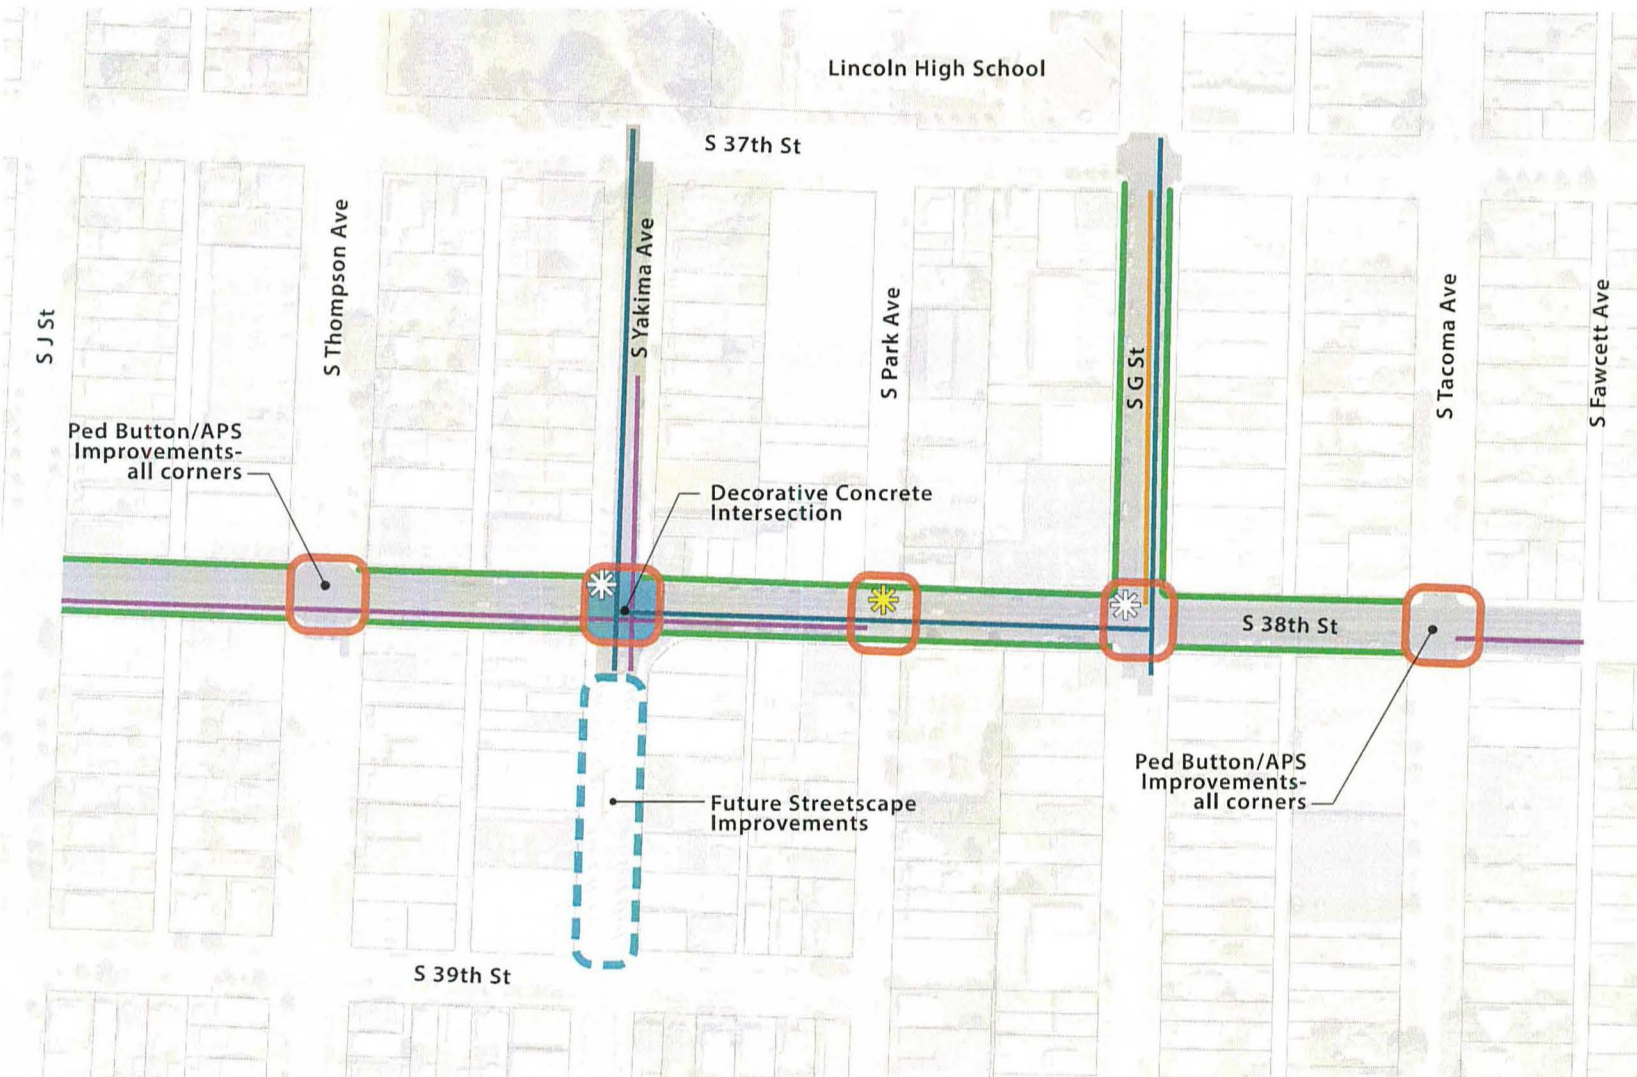 Lincoln High School
S 37th St
S J St
S Thompson Ave
S Yakima Ave
S Park Ave
S G St
S Tacoma Ave
S Fawcett Ave
Ped Button/APS
Improvements-
all corners
Decorative Concrete
Intersection
S 38th St
Ped Button/APS
Improvements-
all corners
Future Streetscape
Improvements
S 39th St